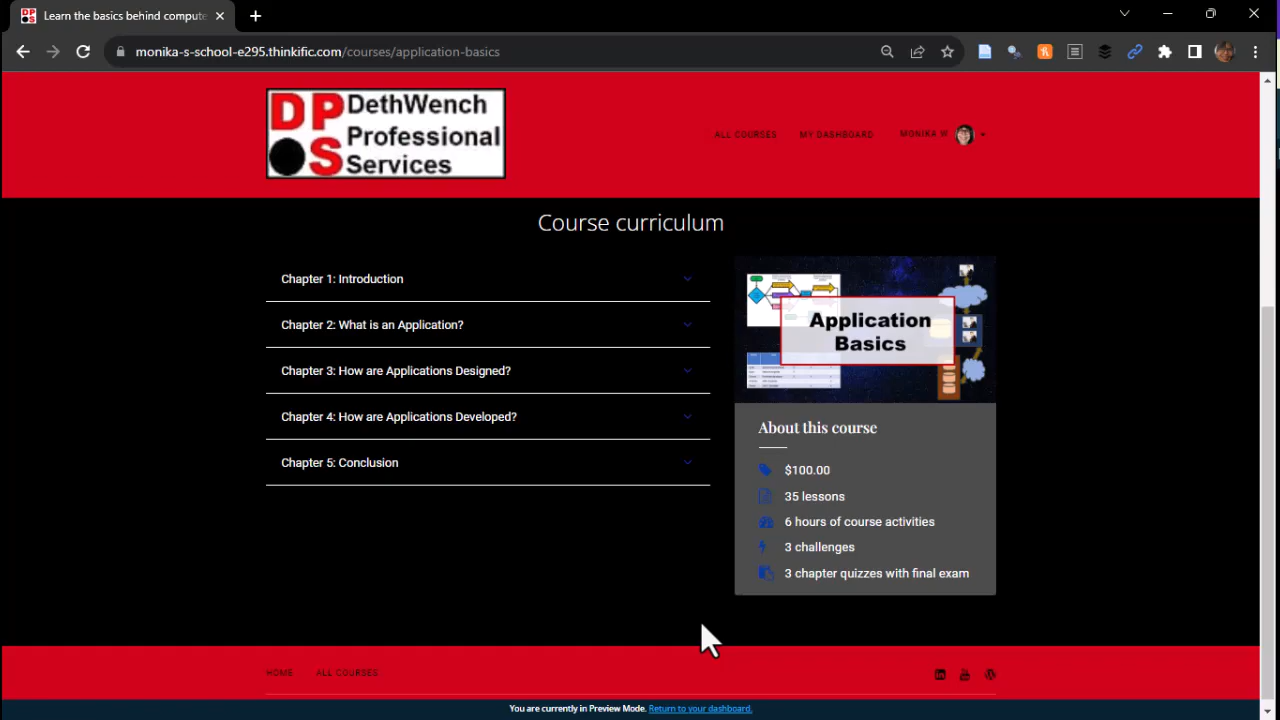 Learn the basics behind compute
monika-s-school-e295.thinkific.com/courses/application-basics
DPS
DethWench
Professional
Services
ALL COURSES
MY DASHBOARD
MONIKA W
Course curriculum
Chapter 1: Introduction
Chapter 2: What is an Application?
Chapter 3: How are Applications Designed?
Chapter 4: How are Applications Developed?
Chapter 5: Conclusion
Application
Basics
About this course
$100.00
35 lessons
6 hours of course activities
3 challenges
3 chapter quizzes with final exam
HOME
ALL COURSES
You are currently in Preview Mode. Return to your dashboard.